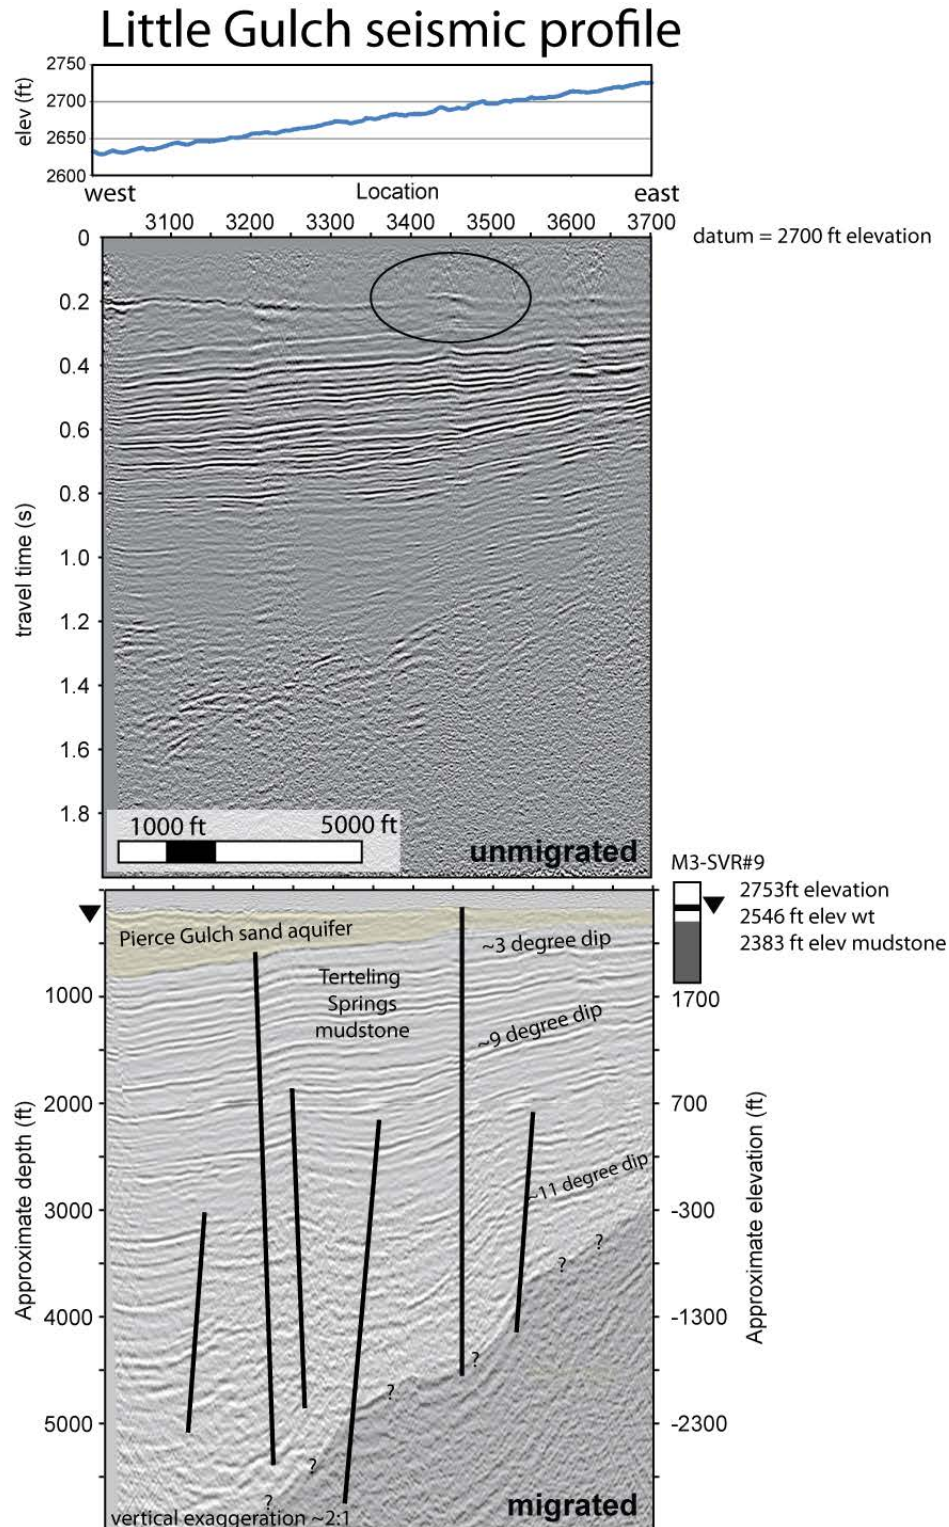 Little Gulch seismic profile
2750
2700
2650
2600
elev (ft)
west Location east
3100 3200 3300 3400 3500 3600 3700
datum = 2700 ft elevation
0
0.2
0.4
0.6
0.8
1.0
1.2
1.4
1.6
1.8
travel time (s)
1000 ft 5000 ft
unmigrated
M3-SVR#9
2753ft elevation
2546 ft elev wt
2383 ft elev mudstone
Pierce Gulch sand aquifer
~3 degree dip
Terteling
Springs
mudstone
~9 degree dip
~11 degree dip
1000
2000
3000
4000
5000
Approximate depth (ft)
1700
700
-300
-1300
-2300
Approximate elevation (ft)
?
?
?
?
?
?
vertical exaggeration ~2:1
migrated